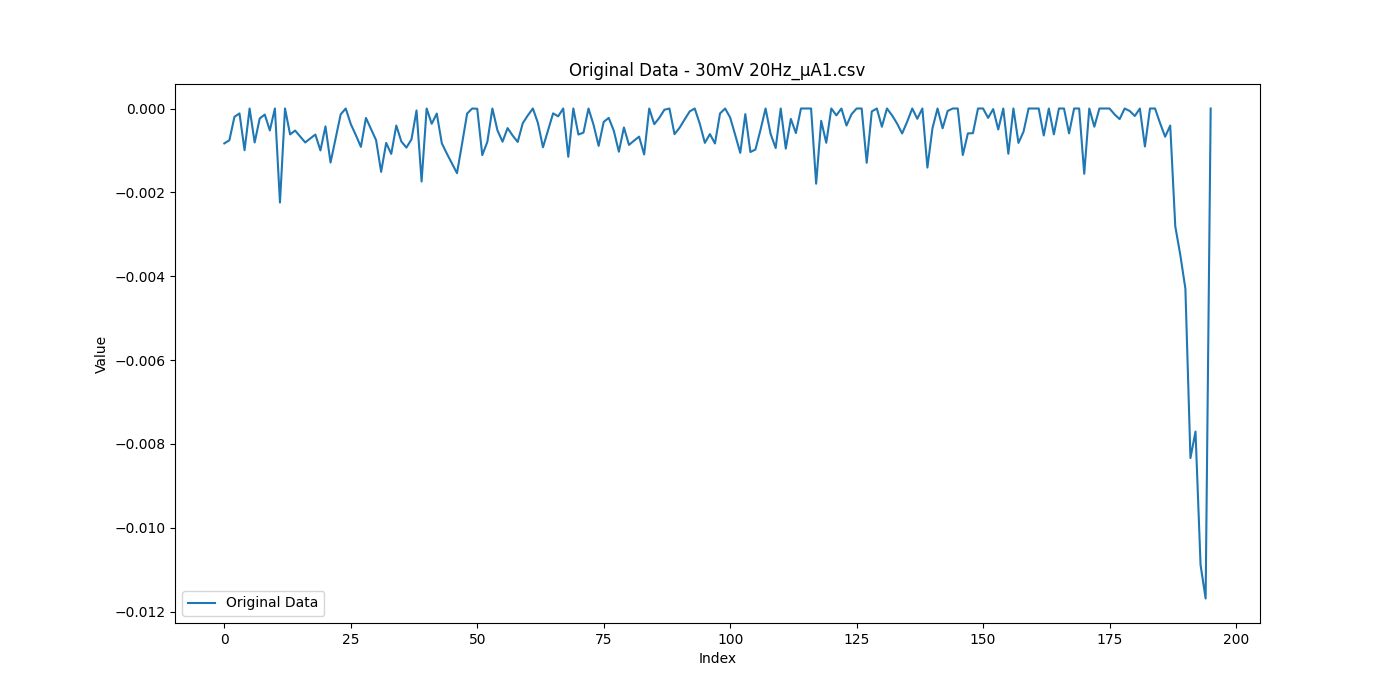 Original Data - 30mV 20Hz_µA1.csv
0.000
−0.002
−0.004
−0.006
−0.008
−0.010
−0.012
Value
Original Data
0 25 50 75 100 125 150 175 200
Index